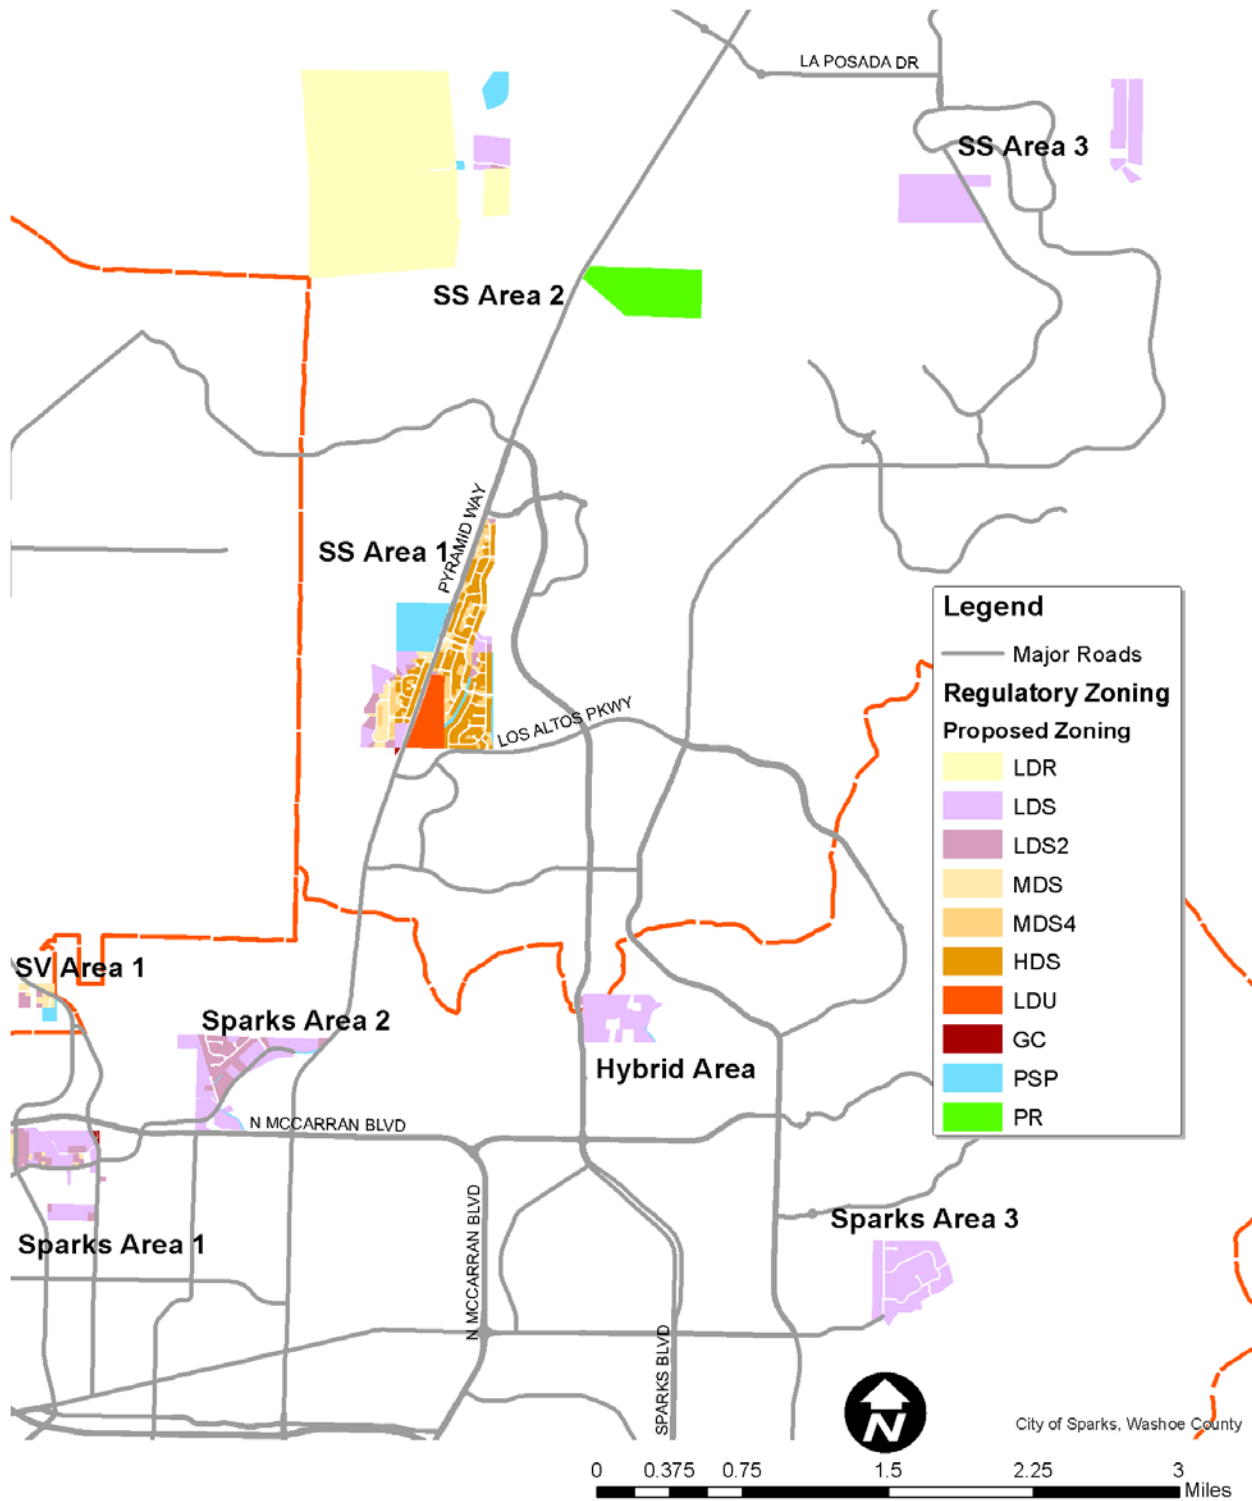 LA POSADA DR
SS Area 3
SS Area 2
PYRAMID WAY
SS Area 1
LOS ALTOS PKWY
Legend
Major Roads
Regulatory Zoning
Proposed Zoning
LDR
LDS
LDS2
MDS
MDS4
HDS
LDU
GC
PSP
PR
SV Area 1
Sparks Area 2
Hybrid Area
N MCCARRAN BLVD
Sparks Area 1
N MCCARRAN BLVD
Sparks Area 3
SPARKS BLVD
N
City of Sparks, Washoe County
0 0.375 0.75 1.5 2.25 3
Miles